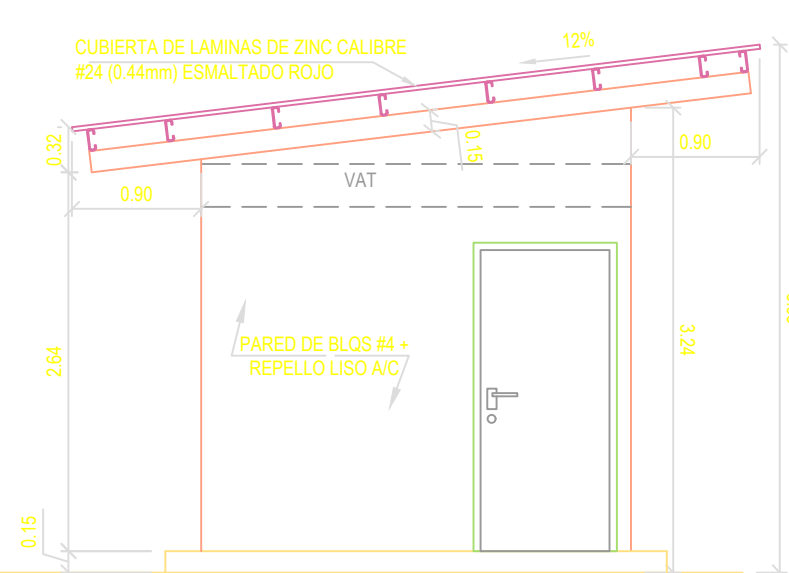 CUBIERTA DE LAMINAS DE ZINC CALIBRE
#24 (0.44mm) ESMALTADO ROJO
12%
0.32
0.15
0.90
VAT
0.90
PARED DE BLQS #4 +
REPELLO LISO A/C
2.64
3.24
0.15